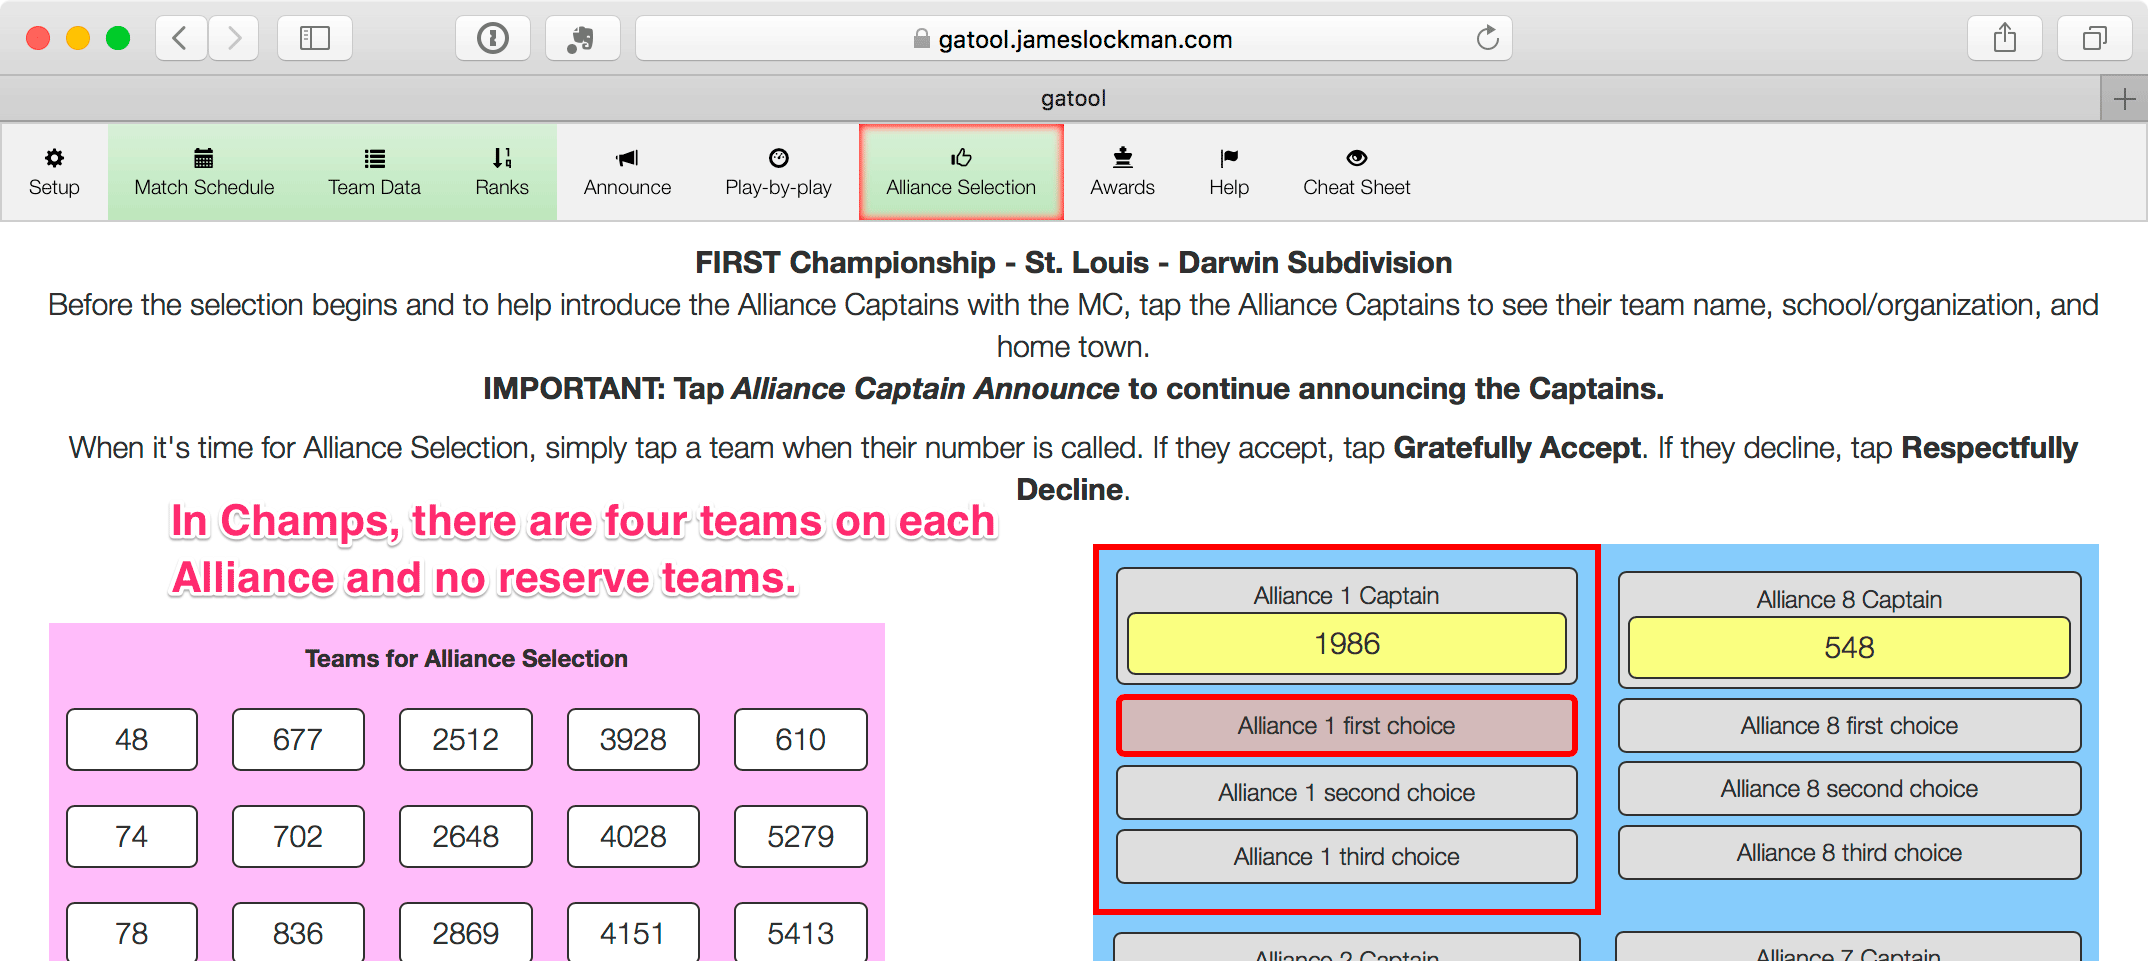 gatool.jameslockman.com
gatool
Setup
Match Schedule
Team Data
Ranks
Announce
Play-by-play
Alliance Selection
Awards
Help
Cheat Sheet
FIRST Championship - St. Louis - Darwin Subdivision
Before the selection begins and to help introduce the Alliance Captains with the MC, tap the Alliance Captains to see their team name, school/organization, and
home town.
IMPORTANT: Tap Alliance Captain Announce to continue announcing the Captains.
When it's time for Alliance Selection, simply tap a team when their number is called. If they accept, tap Gratefully Accept. If they decline, tap Respectfully
Decline.
In Champs, there are four teams on each
Alliance and no reserve teams.
Teams for Alliance Selection
48 677 2512 3928 610
74 702 2648 4028 5279
78 836 2869 4151 5413
Alliance 1 Captain
1986
Alliance 1 first choice
Alliance 1 second choice
Alliance 1 third choice
Alliance 8 Captain
548
Alliance 8 first choice
Alliance 8 second choice
Alliance 8 third choice
Alliance 2 Captain
Alliance 7 Captain